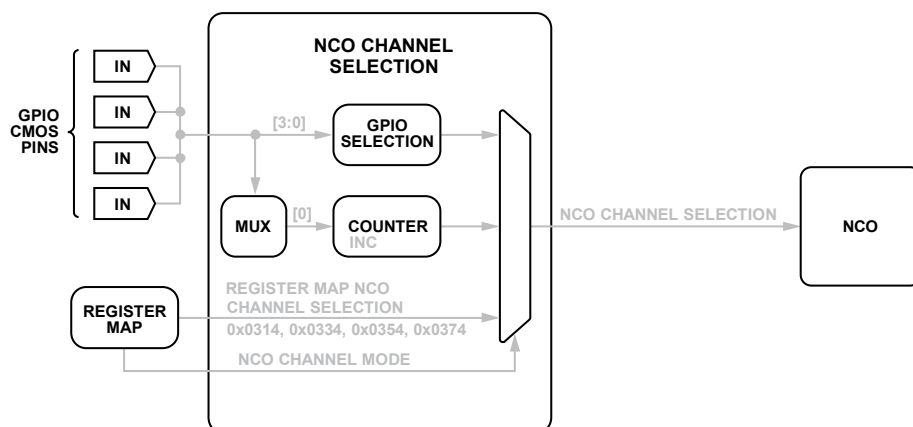 NCO CHANNEL
SELECTION
GPIO
CMOS
PINS
IN
IN
IN
IN
[3:0]
GPIO
SELECTION
MUX
[0]
COUNTER
INC
NCO CHANNEL SELECTION
NCO
REGISTER
MAP
REGISTER MAP NCO
CHANNEL SELECTION
0x0314, 0x0334, 0x0354, 0x0374
NCO CHANNEL MODE